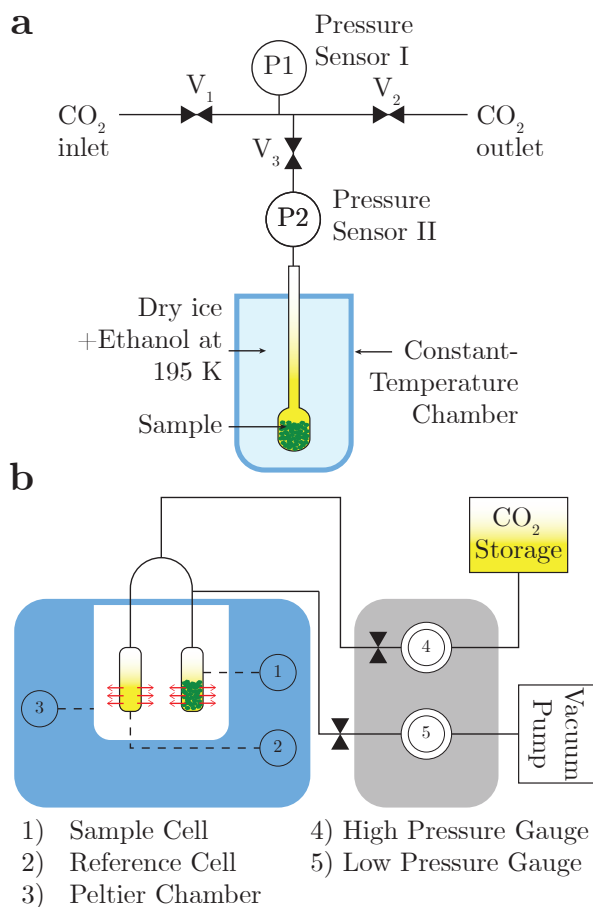 a
Pressure
Sensor I
P1
V1
V2
CO2
inlet
CO2
outlet
V3
P2
Pressure
Sensor II
Dry ice
+Ethanol at
195 K
Constant-
Temperature
Chamber
Sample
b
CO2
Storage
4
1
3
5
2
Vacuum
Pump
1) Sample Cell
2) Reference Cell
3) Peltier Chamber
4) High Pressure Gauge
5) Low Pressure Gauge